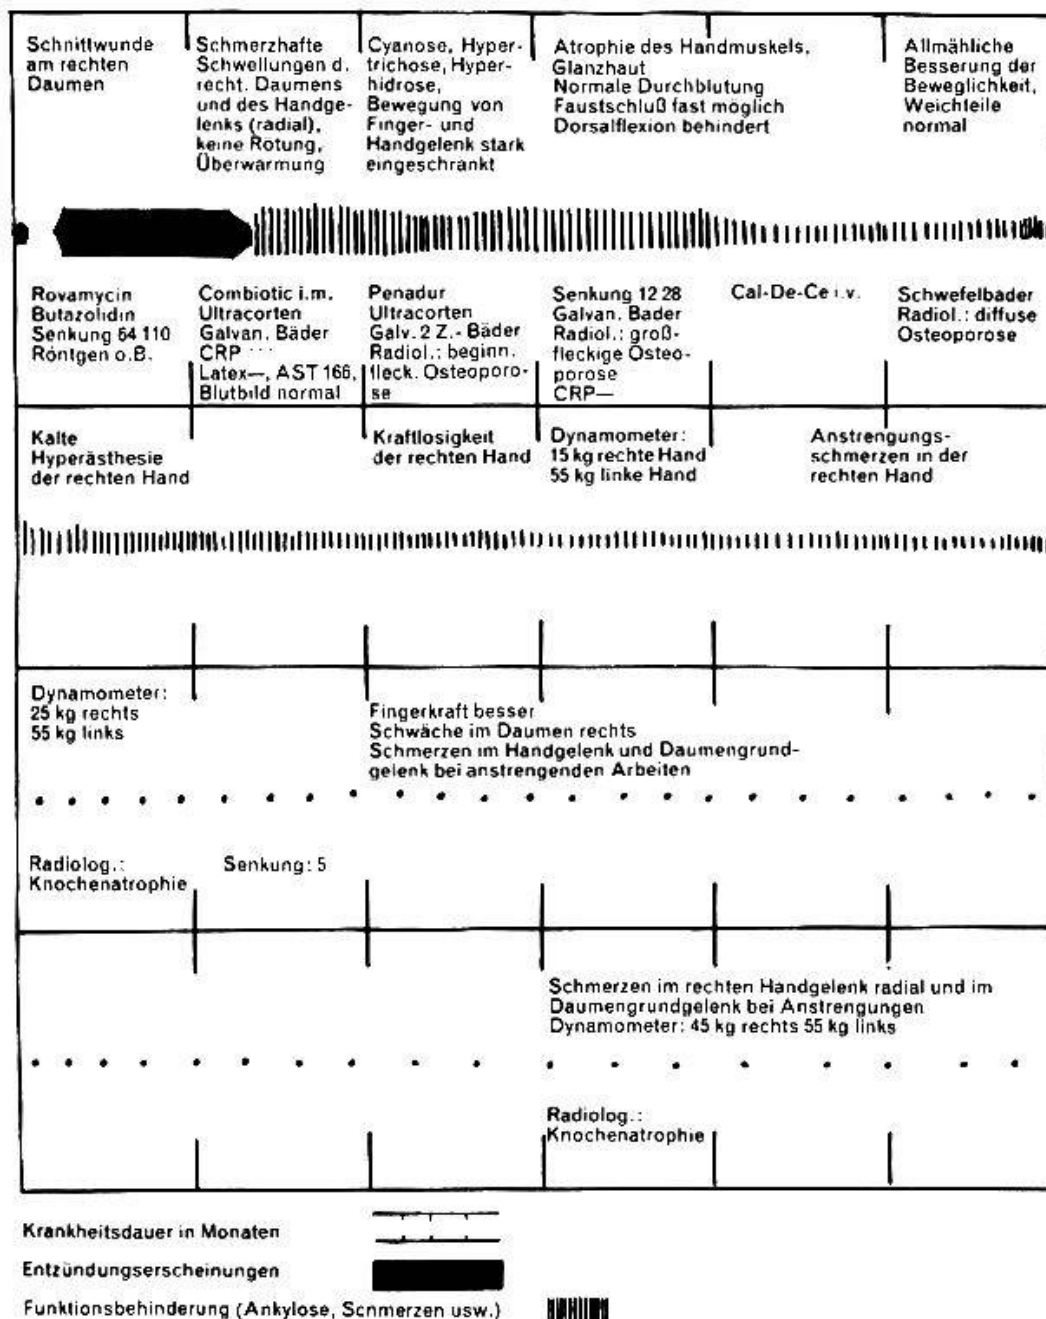 Schnittwunde
am rechten
Daumen
Schmerzhafte
Schwellungen d.
recht. Daumens
und des Handge-
lenks (radial),
keine Rotung,
Überwarmung
Cyanose, Hyper-
trichose, Hyper-
hidrose,
Bewegung von
Finger- und
Handgelenk stark
eingeschrankt
Atrophie des Handmuskels,
Glanzhaut
Normale Durchblutung
Faustschluß fast möglich
Dorsalflexion behindert
Allmähliche
Besserung der
Beweglichkeit,
Weichteile
normal
Rovamycin
Butazolidin
Senkung 64 110
Röntgen o.B.
Combiotic i.m.
Ultracorten
Galvan. Bäder
CRP
Latex—, AST 166,
Blutbild normal
Penadur
Ultracorten
Galv. 2 Z.- Bäder
Radiol.: beginn.
fleck. Osteoporo-
se
Senkung 12 28
Galvan. Bader
Radiol.: groß-
fleckige Osteo-
porose
CRP—
Cal-De-Ce i.v.
Schwefelbader
Radiol.: diffuse
Osteoporose
Kalte
Hyperästhesie
der rechten Hand
Kraftlosigkeit
der rechten Hand
Dynamometer:
15 kg rechte Hand
55 kg linke Hand
Anstrengungs-
schmerzen in der
rechten Hand
Dynamometer:
25 kg rechts
55 kg links
Fingerkraft besser
Schwäche im Daumen rechts
Schmerzen im Handgelenk und Daumengrund-
gelenk bei anstrengenden Arbeiten
Radiolog.:
Knochenatrophie
Senkung: 5
Schmerzen im rechten Handgelenk radial und im
Daumengrundgelenk bei Anstrengungen
Dynamometer: 45 kg rechts 55 kg links
Radiolog.:
Knochenatrophie
Krankheitsdauer in Monaten
Entzündungserscheinungen
Funktionsbehinderung (Ankylose, Schmerzen usw.)